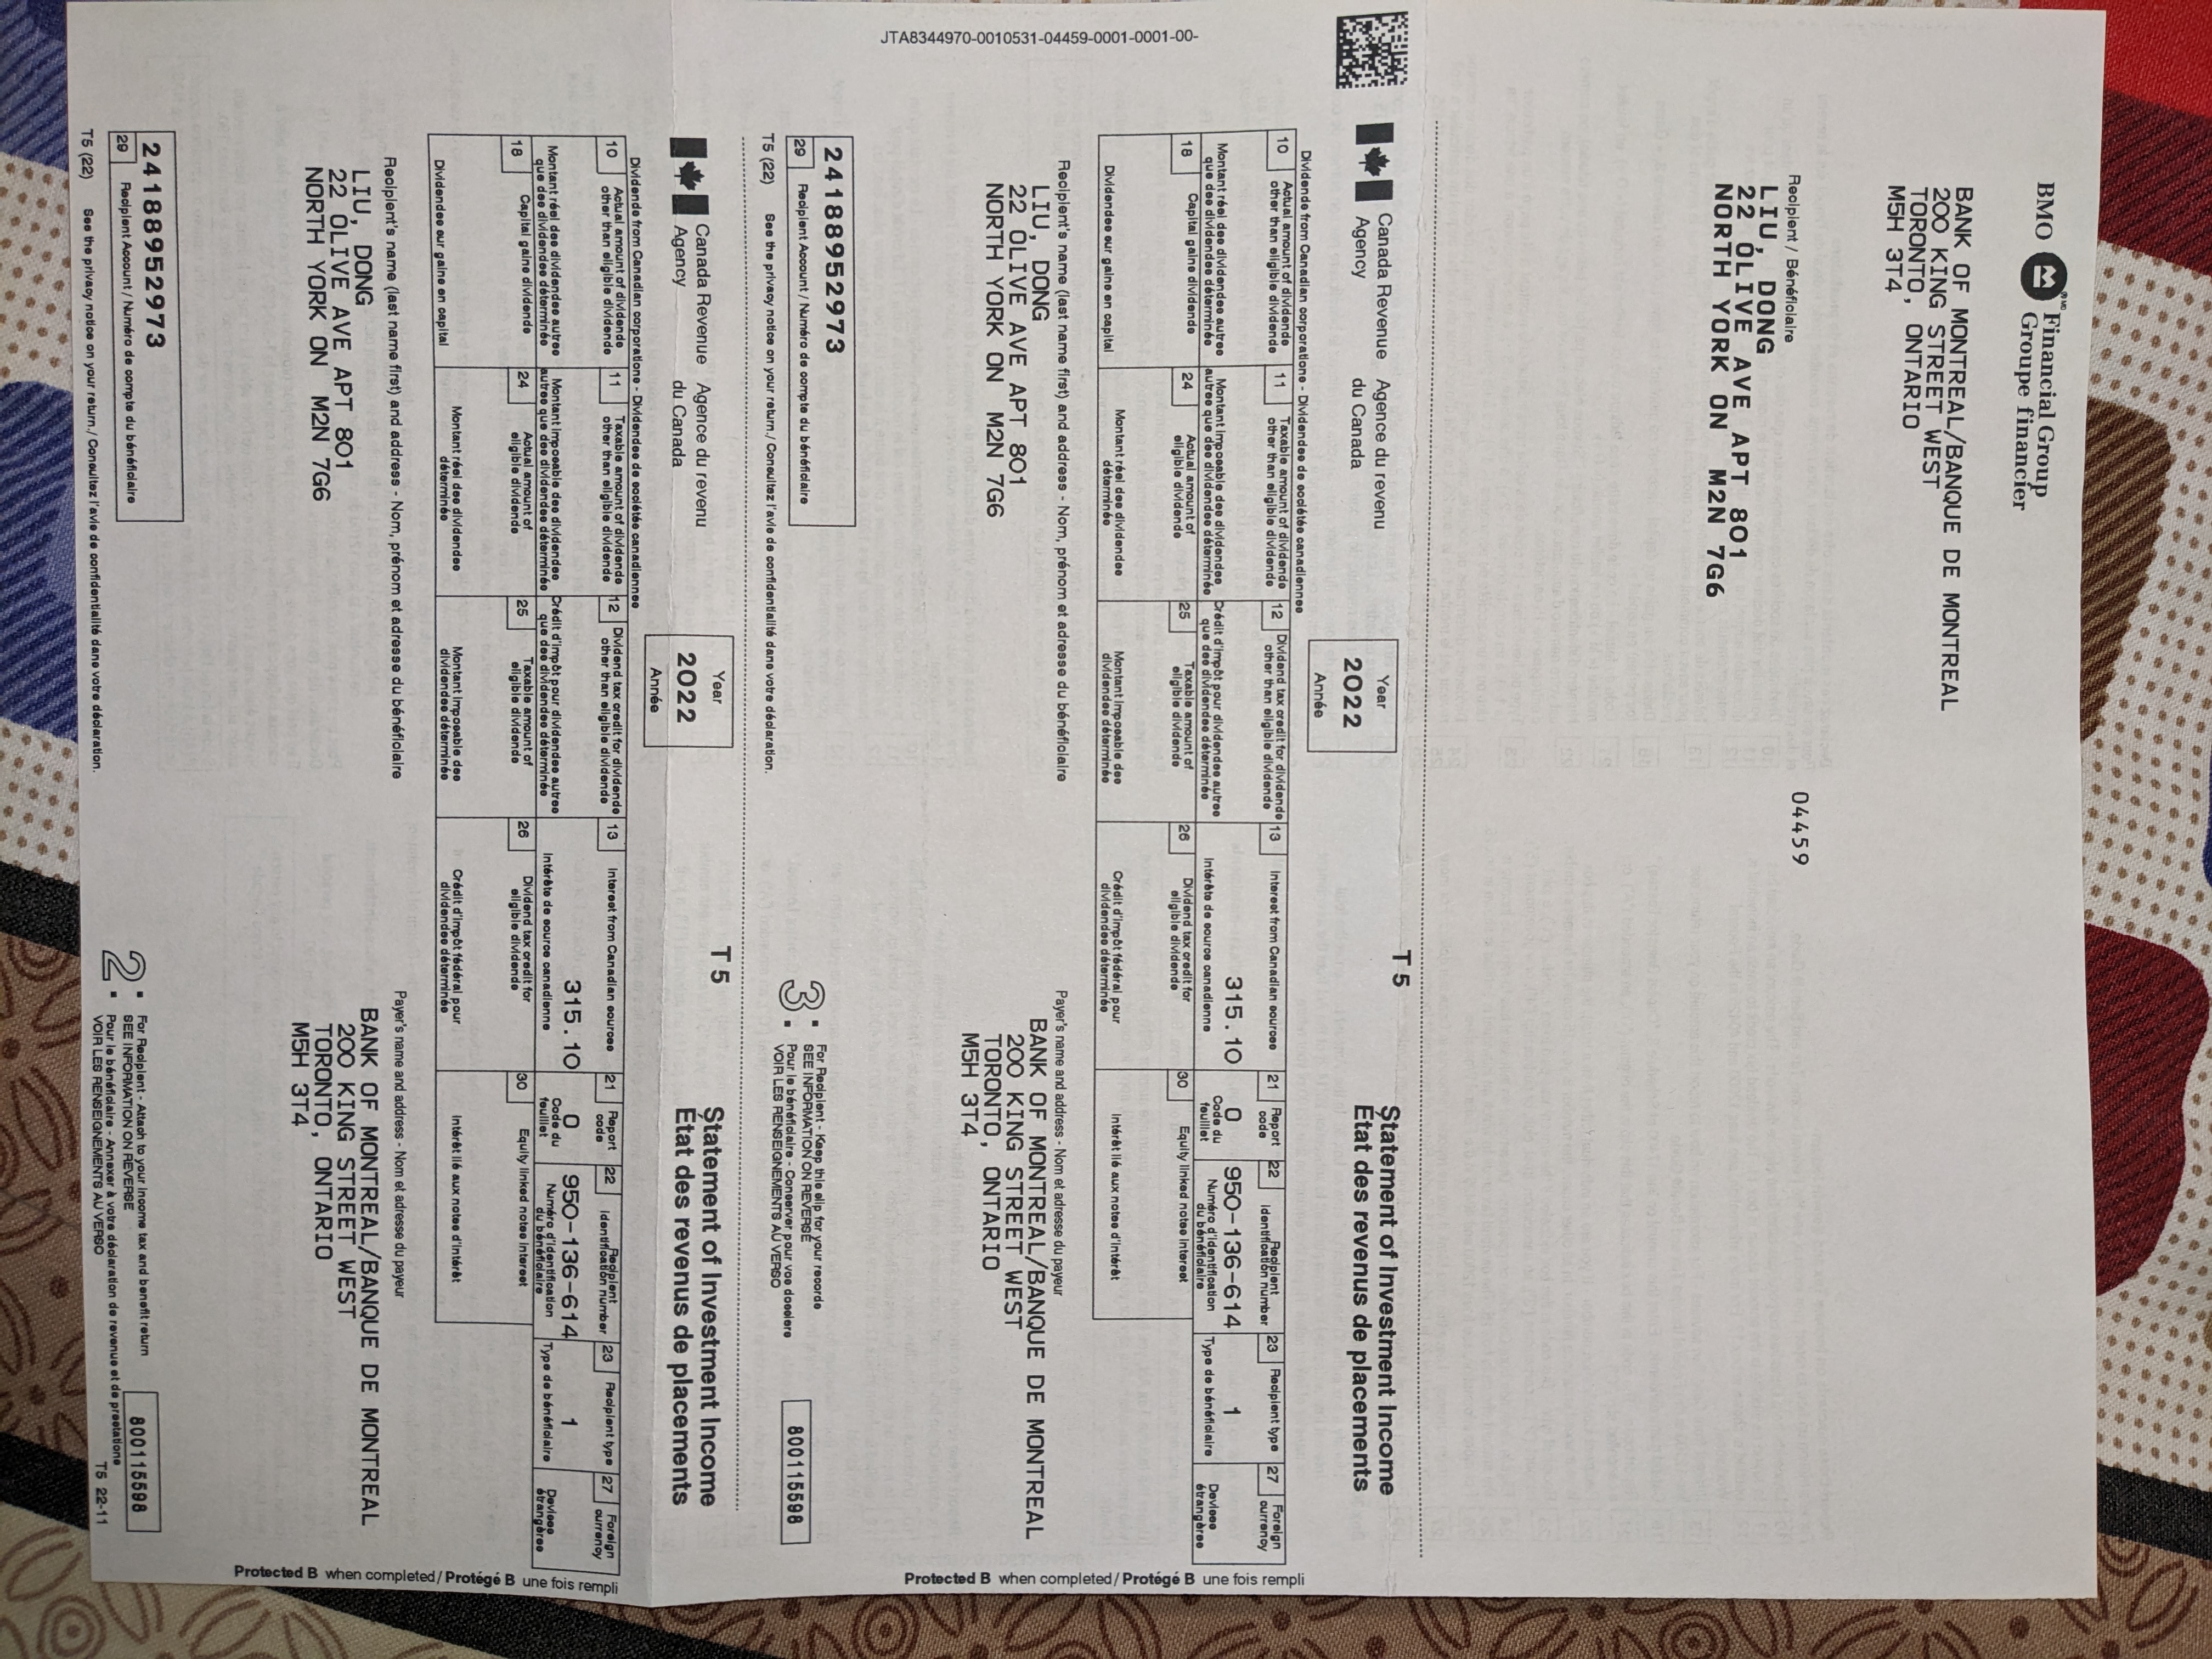 BMO Financial Group
Groupe financier
BANK OF MONTREAL/BANQUE DE MONTREAL
200 KING STREET WEST
TORONTO, ONTARIO
M5H 3T4
Recipient / Bénéficiaire
04459
LIU, DONG
22 OLIVE AVE APT 801
NORTH YORK ON M2N 7G6
JTA8344970-0010531-04459-0001-0001-00-
Canada Revenue Agency
Agence du revenu du Canada
Year
2022
Année
T5
Statement of Investment Income
État des revenus de placements
Protected B when completed / Protégé B une fois rempli
Dividends from Canadian corporations - Dividendes de sociétés canadiennes
10 Actual amount of dividends other than eligible dividends
11 Taxable amount of dividends other than eligible dividends
12 Dividend tax credit for dividends other than eligible dividends
13 Interest from Canadian sources
21 Report code
22 Recipient identification number
23 Recipient type
27 Foreign currency
315.10
0
950-136-614
1
Montant réel des dividendes autres que des dividendes déterminés
Montant imposable des dividendes autres que des dividendes déterminés
Crédit d'impôt pour dividendes autres que des dividendes déterminés
Intérêts de source canadienne
Code du feuillet
Numéro d'identification du bénéficiaire
Type de bénéficiaire
Devises étrangères
18 Capital gains dividends
24 Actual amount of eligible dividends
25 Taxable amount of eligible dividends
26 Dividend tax credit for eligible dividends
30 Equity linked notes interest
Dividendes sur gains en capital
Montant réel des dividendes déterminés
Montant imposable des dividendes déterminés
Crédit d'impôt fédéral pour dividendes déterminés
Intérêt lié aux notes d'intérêt
Recipient's name (last name first) and address - Nom, prénom et adresse du bénéficiaire
LIU, DONG
22 OLIVE AVE APT 801
NORTH YORK ON M2N 7G6
Payer's name and address - Nom et adresse du payeur
BANK OF MONTREAL/BANQUE DE MONTREAL
200 KING STREET WEST
TORONTO, ONTARIO
M5H 3T4
24188952973
29 Recipient Account / Numéro de compte du bénéficiaire
3.
For Recipient - Keep this slip for your records
SEE INFORMATION ON REVERSE
Pour le bénéficiaire - Conserver pour vos dossiers
VOIR LES RENSEIGNEMENTS AU VERSO
800115598
T5 (22) See the privacy notice on your return./ Consultez l'avis de confidentialité dans votre déclaration.
Canada Revenue Agency
Agence du revenu du Canada
Year
2022
Année
T5
Statement of Investment Income
État des revenus de placements
Protected B when completed / Protégé B une fois rempli
Dividends from Canadian corporations - Dividendes de sociétés canadiennes
10 Actual amount of dividends other than eligible dividends
11 Taxable amount of dividends other than eligible dividends
12 Dividend tax credit for dividends other than eligible dividends
13 Interest from Canadian sources
21 Report code
22 Recipient identification number
23 Recipient type
27 Foreign currency
315.10
0
950-136-614
1
Montant réel des dividendes autres que des dividendes déterminés
Montant imposable des dividendes autres que des dividendes déterminés
Crédit d'impôt pour dividendes autres que des dividendes déterminés
Intérêts de source canadienne
Code du feuillet
Numéro d'identification du bénéficiaire
Type de bénéficiaire
Devises étrangères
18 Capital gains dividends
24 Actual amount of eligible dividends
25 Taxable amount of eligible dividends
26 Dividend tax credit for eligible dividends
30 Equity linked notes interest
Dividendes sur gains en capital
Montant réel des dividendes déterminés
Montant imposable des dividendes déterminés
Crédit d'impôt fédéral pour dividendes déterminés
Intérêt lié aux notes d'intérêt
Recipient's name (last name first) and address - Nom, prénom et adresse du bénéficiaire
LIU, DONG
22 OLIVE AVE APT 801
NORTH YORK ON M2N 7G6
Payer's name and address - Nom et adresse du payeur
BANK OF MONTREAL/BANQUE DE MONTREAL
200 KING STREET WEST
TORONTO, ONTARIO
M5H 3T4
24188952973
29 Recipient Account / Numéro de compte du bénéficiaire
2.
For Recipient - Attach to your income tax and benefit return
SEE INFORMATION ON REVERSE
Pour le bénéficiaire - Annexer à votre déclaration de revenus et de prestations
VOIR LES RENSEIGNEMENTS AU VERSO
800115598
T5 (22) See the privacy notice on your return./ Consultez l'avis de confidentialité dans votre déclaration.
T5 22-11